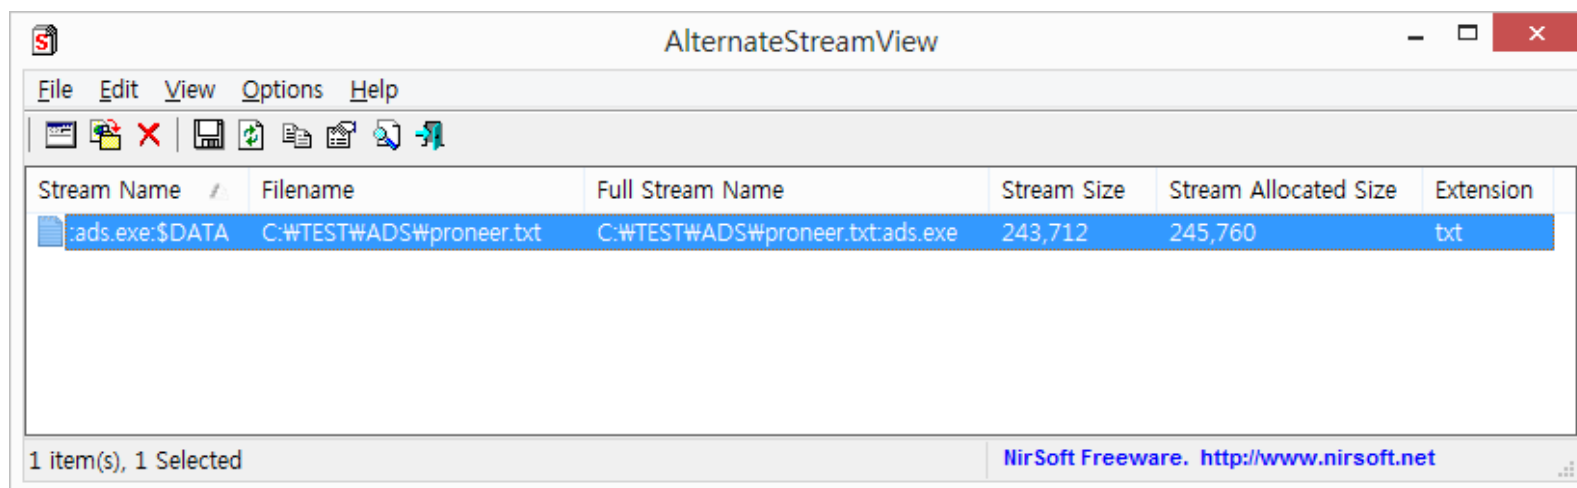 AlternateStreamView
File Edit View Options Help
Stream Name Filename Full Stream Name Stream Size Stream Allocated Size Extension
:ads.exe:$DATA C:₩TEST₩ADS₩proneer.txt C:₩TEST₩ADS₩proneer.txt:ads.exe 243,712 245,760 txt
1 item(s), 1 Selected NirSoft Freeware. http://www.nirsoft.net